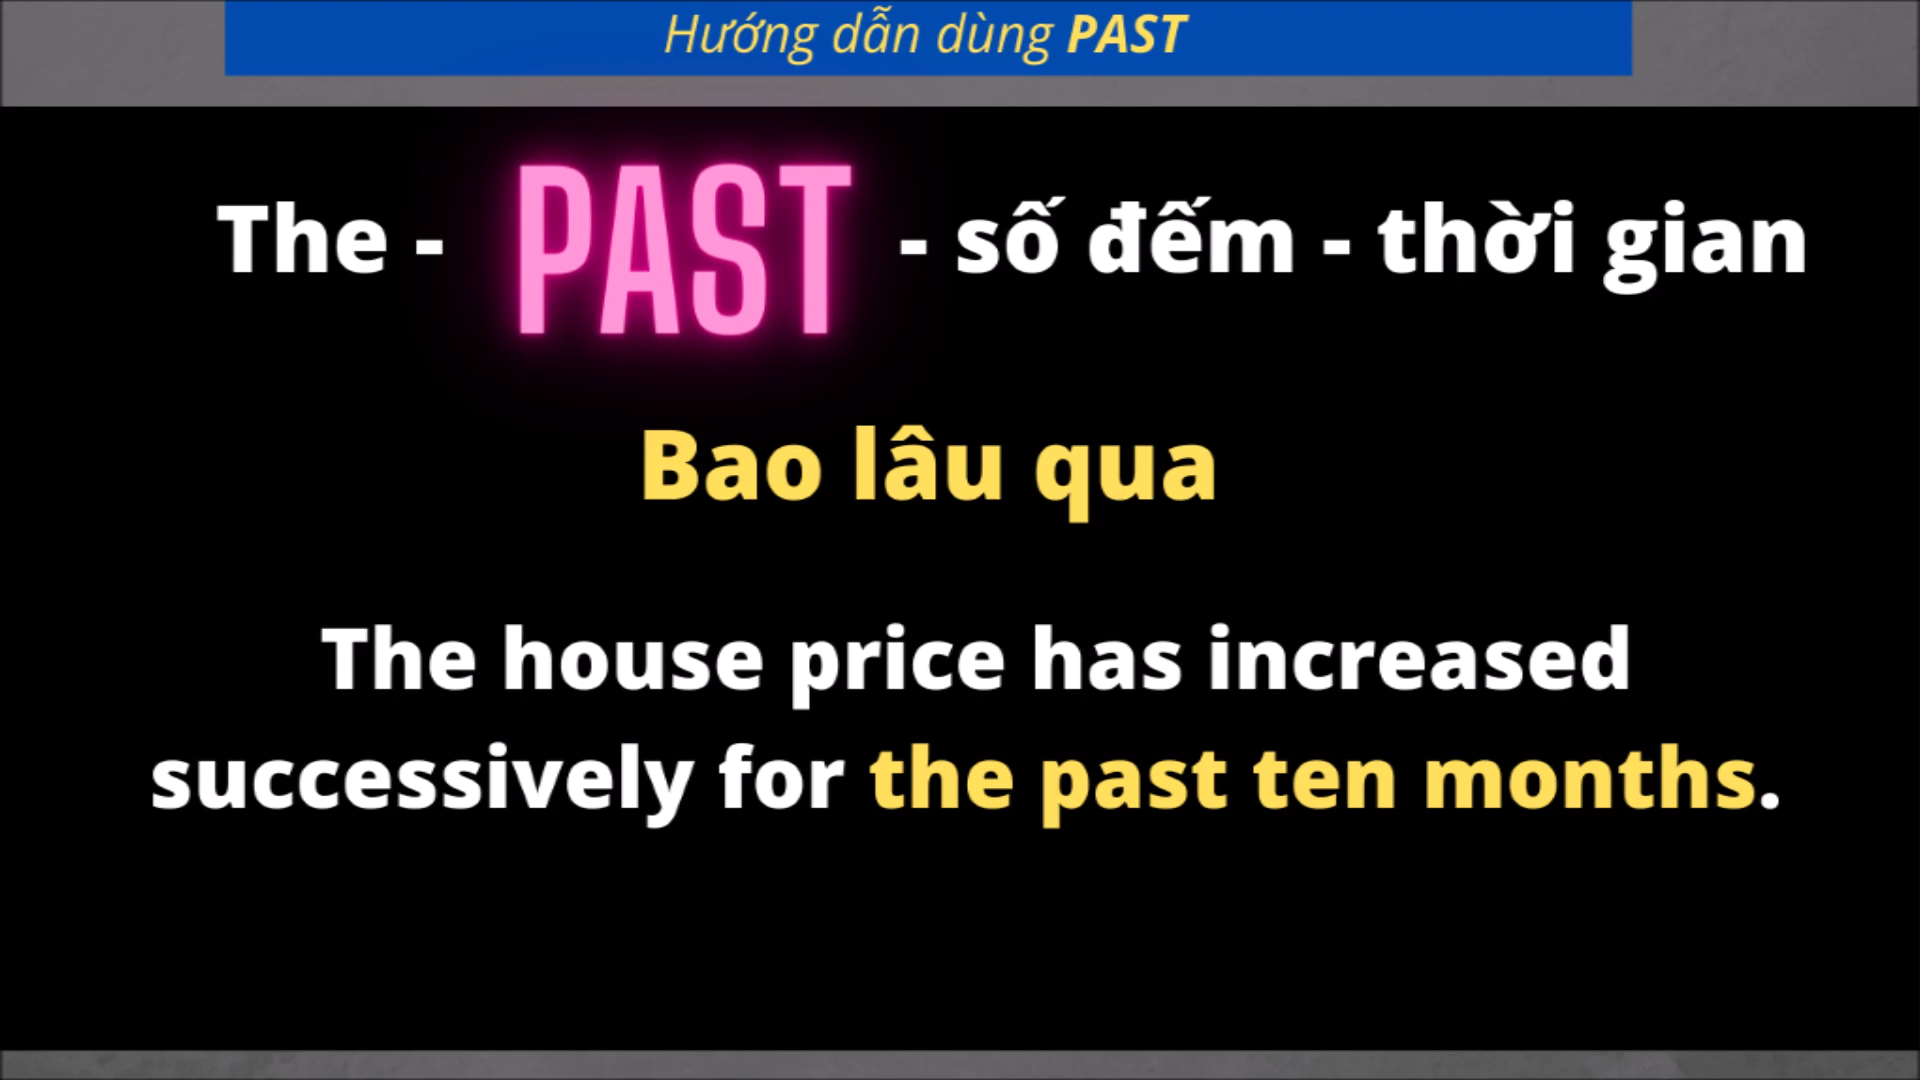 Hướng dẫn dùng PAST
The - PAST - số đếm - thời gian
Bao lâu qua
The house price has increased
successively for the past ten months.